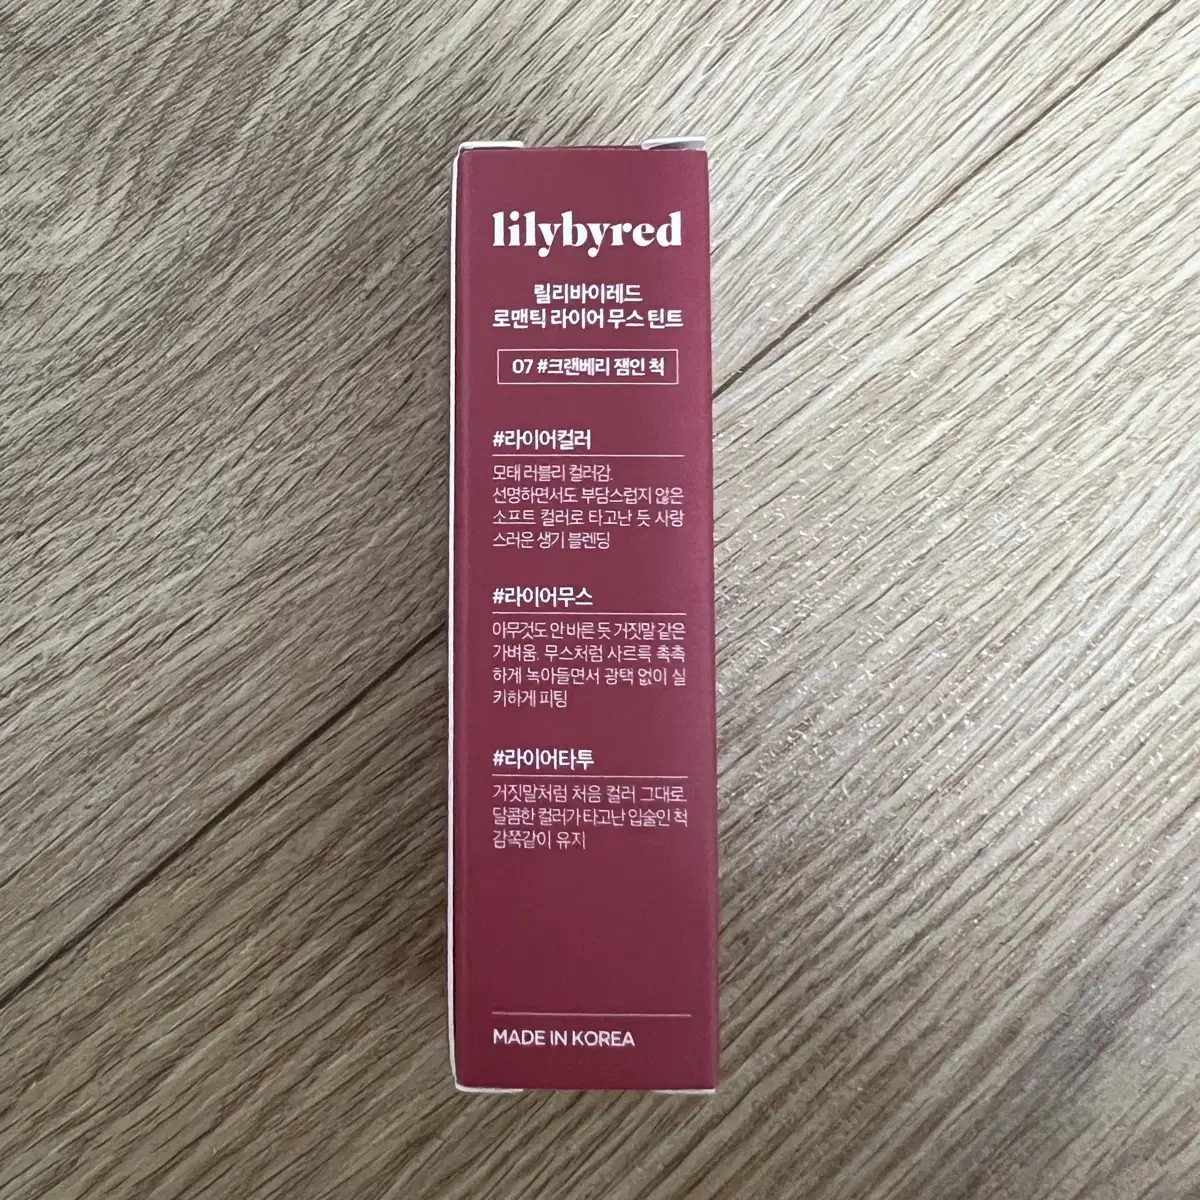 lilybyred
릴리바이레드
로맨틱 라이어 무스 틴트
07 #크랜베리 잼인 척
#라이어컬러
모태 러블리 컬러감.
선명하면서도 부담스럽지 않은
소프트 컬러로 타고난 듯 사랑
스러운 생기 블렌딩
#라이어무스
아무것도 안 바른 듯 거짓말 같은
가벼움. 무스처럼 사르륵 촉촉
하게 녹아들면서 광택 없이 실
키하게 피팅
#라이어타투
거짓말처럼 처음 컬러 그대로
달콤한 컬러가 타고난 입술인 척
감쪽같이 유지
MADE IN KOREA